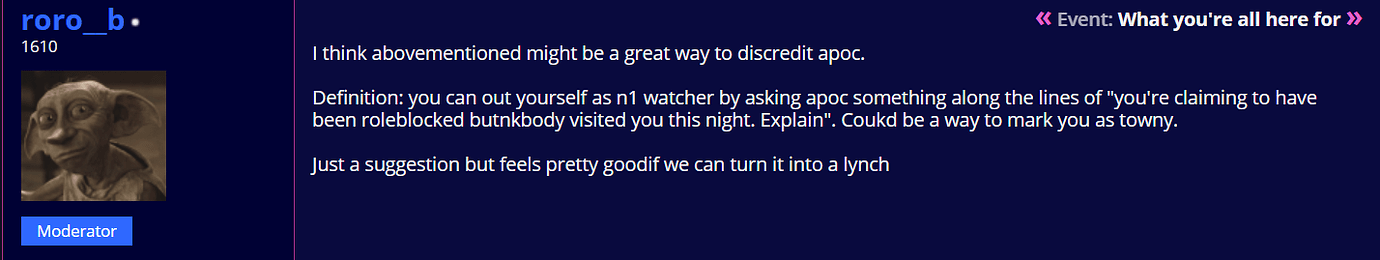 roro__b
« Event: What you're all here for »
1610
I think abovementioned might be a great way to discredit apoc.
Definition: you can out yourself as n1 watcher by asking apoc something along the lines of "you're claiming to have
been roleblocked butnkbody visited you this night. Explain". Coukd be a way to mark you as towny.
Just a suggestion but feels pretty goodif we can turn it into a lynch
Moderator